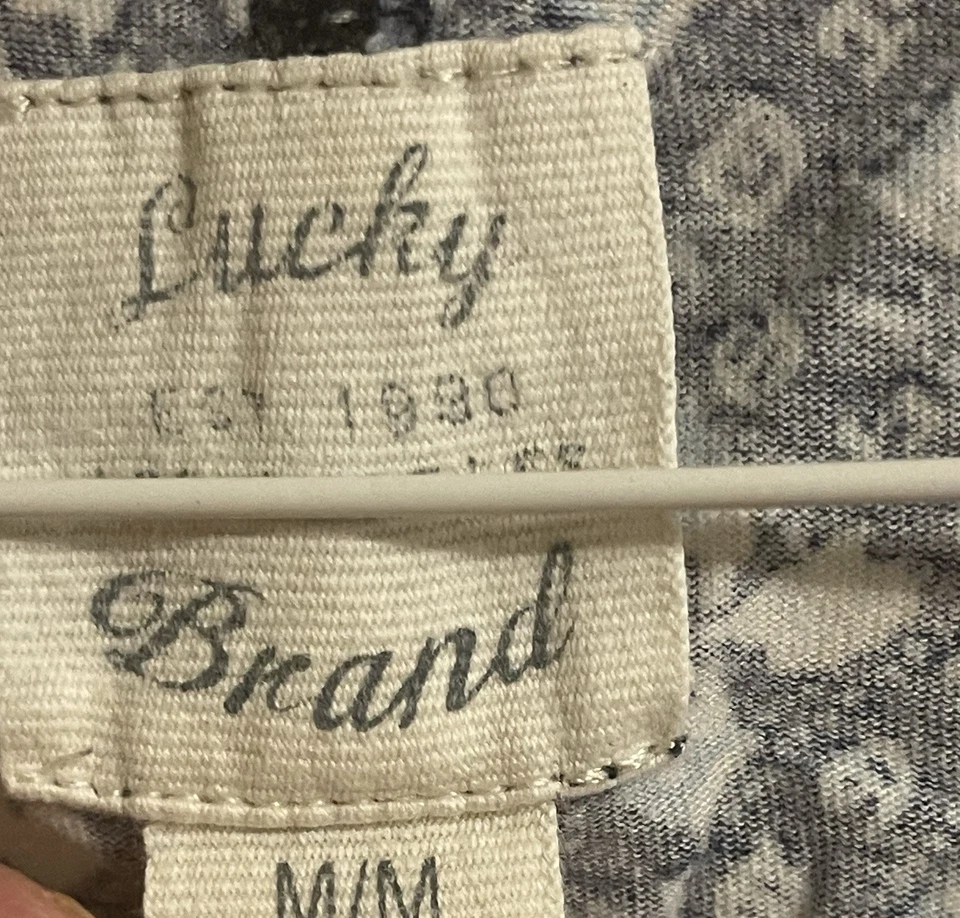 Lucky
EST. 1990
Brand
M/M